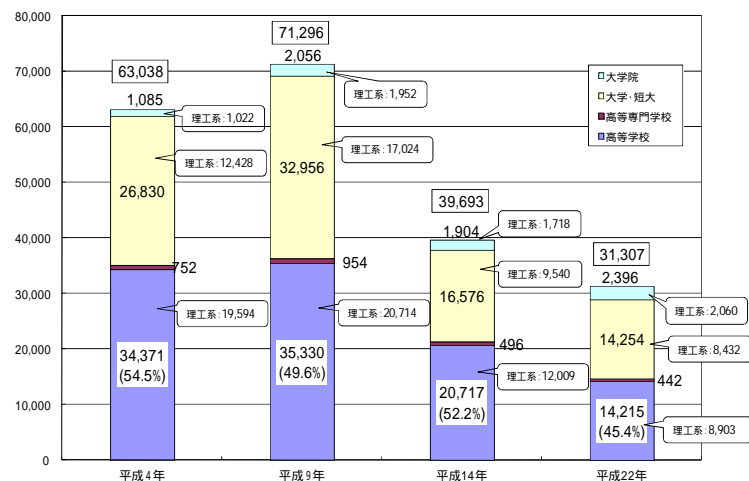 80,000
70,000
60,000
50,000
40,000
30,000
20,000
10,000
0
63,038
1,085
理工系:1,022
理工系:12,428
26,830
752
理工系:19,594
34,371
(54.5%)
平成4年
71,296
2,056
理工系:1,952
理工系:17,024
32,956
954
理工系:20,714
35,330
(49.6%)
平成9年
39,693
1,904
理工系:1,718
理工系:9,540
16,576
496
理工系:12,009
20,717
(52.2%)
平成14年
31,307
2,396
理工系:2,060
14,254
理工系:8,432
442
14,215
(45.4%)
理工系:8,903
平成22年
大学院
大学・短大
高等専門学校
高等学校